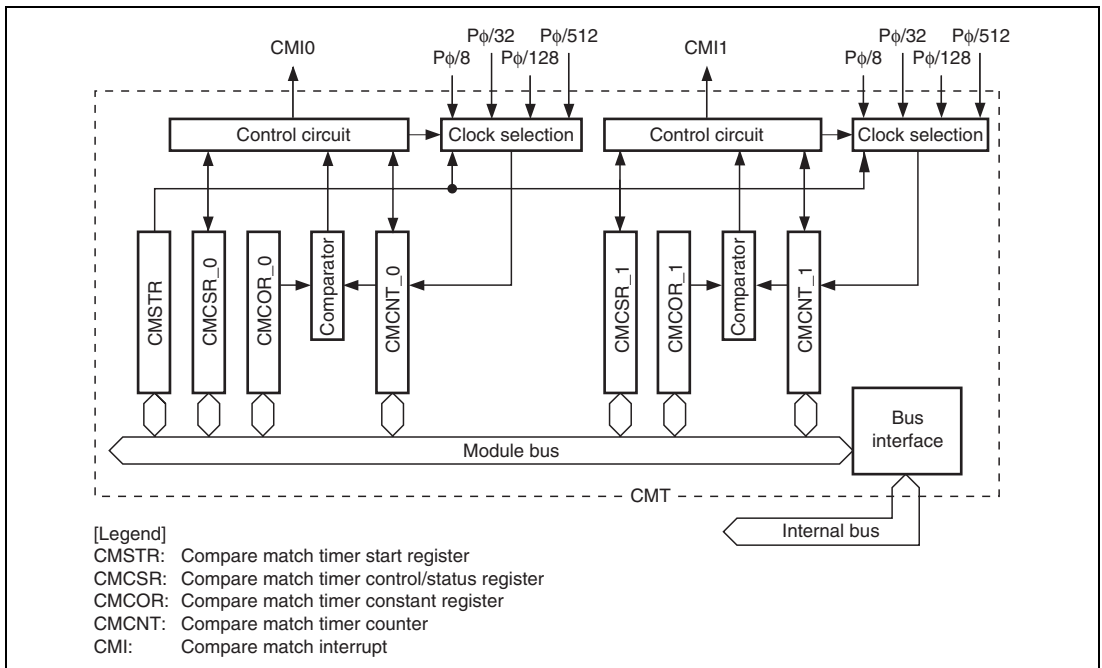 CMI0
Pϕ/32
Pϕ/512
Pϕ/8
Pϕ/128
CMI1
Pϕ/32
Pϕ/512
Pϕ/8
Pϕ/128
Control circuit
Clock selection
Control circuit
Clock selection
CMSTR
CMCSR_0
CMCOR_0
Comparator
CMCNT_0
CMCSR_1
CMCOR_1
Comparator
CMCNT_1
Bus
interface
Module bus
CMT
Internal bus
[Legend]
CMSTR: Compare match timer start register
CMCSR: Compare match timer control/status register
CMCOR: Compare match timer constant register
CMCNT: Compare match timer counter
CMI: Compare match interrupt